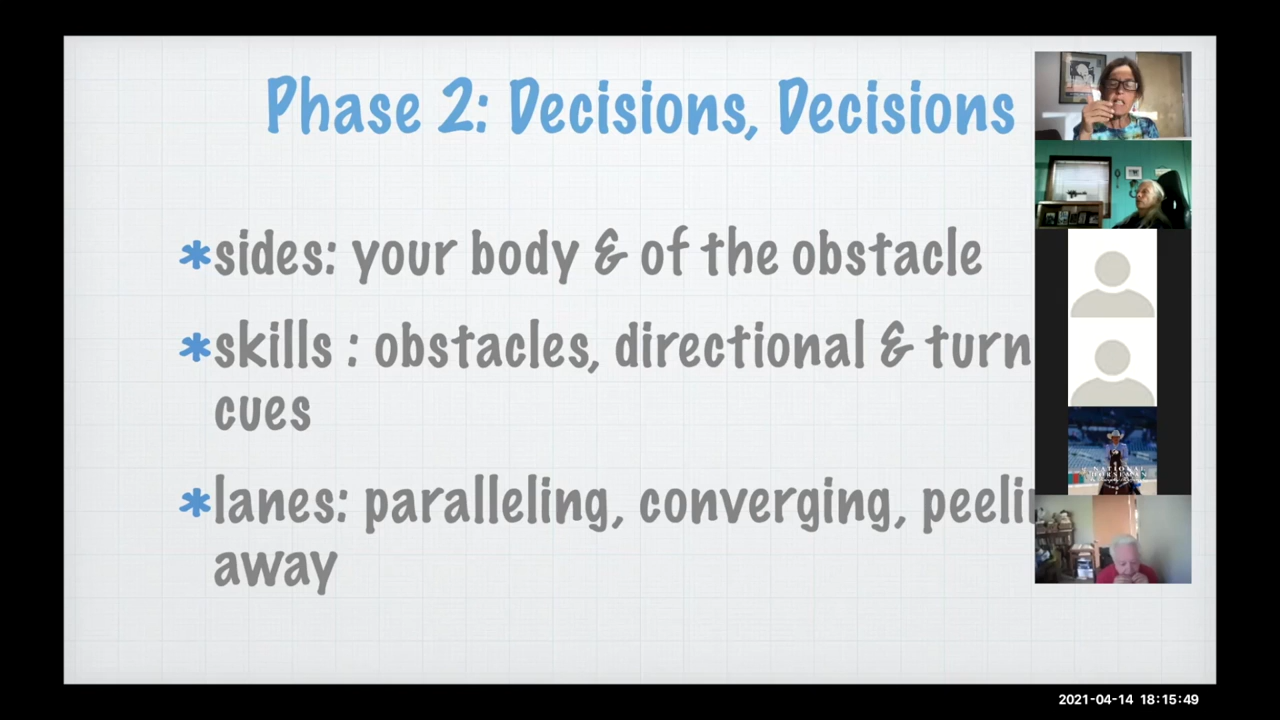 Phase 2: Decisions, Decisions
*sides: your body & of the obstacle
*skills : obstacles, directional & turn
cues
*lanes: paralleling, converging,
away
NATIONAL
2021-04-14 18:15:49